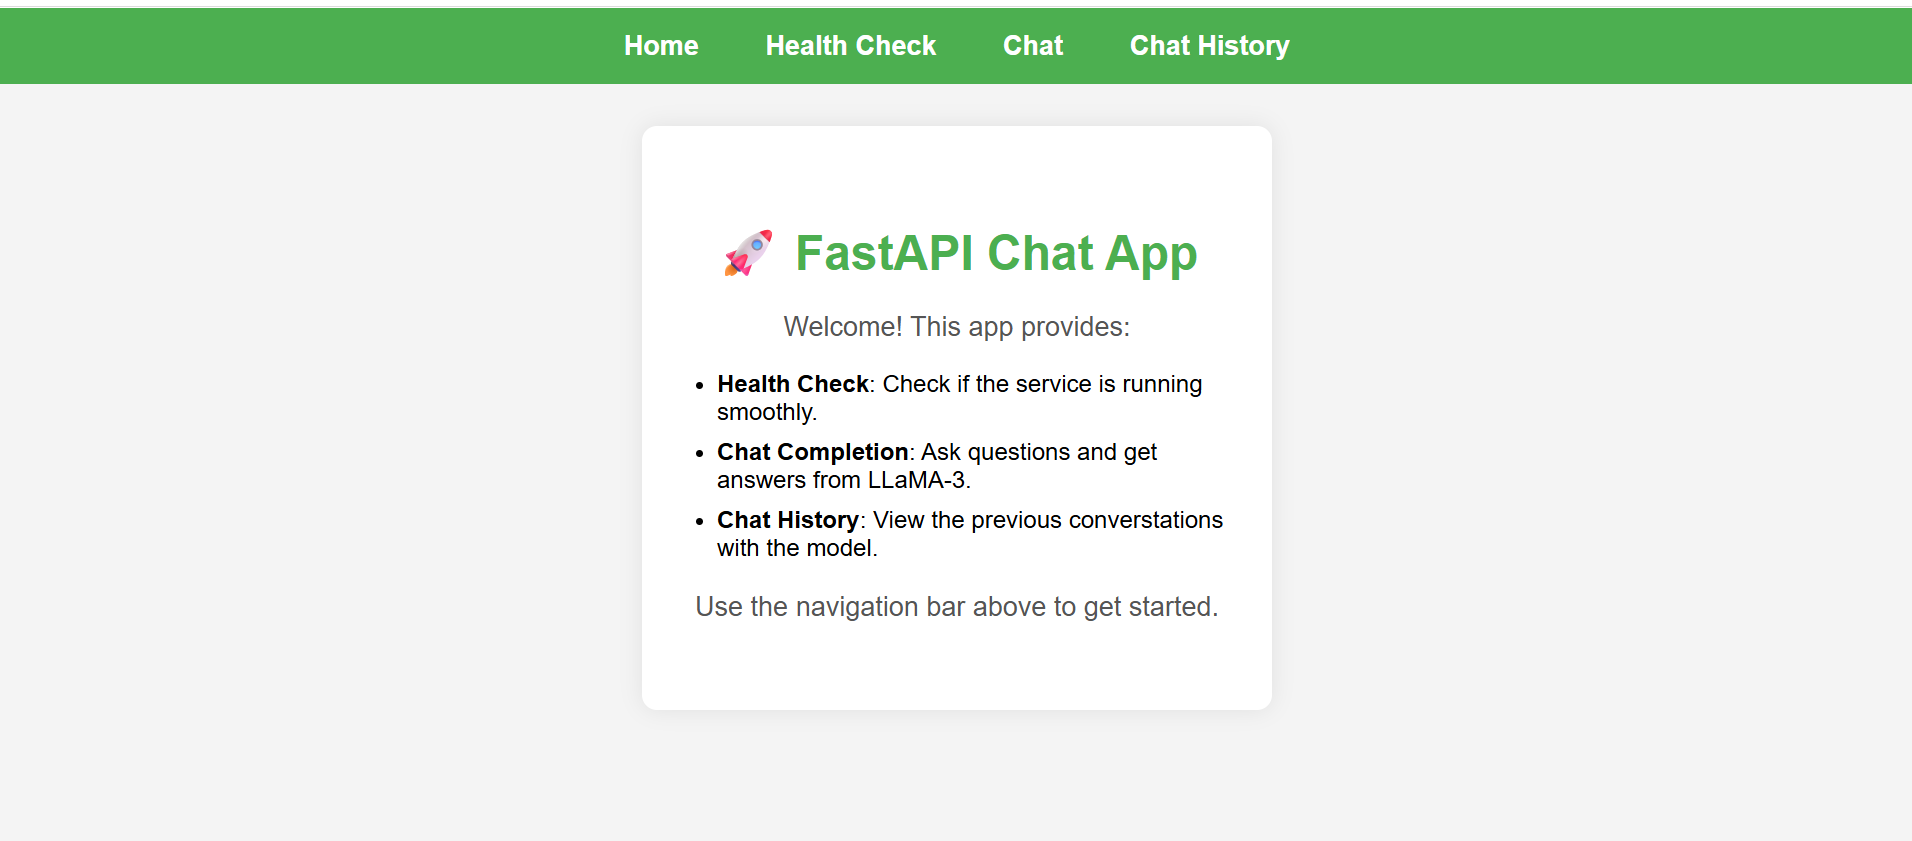 Home Health Check Chat Chat History
🚀 FastAPI Chat App
Welcome! This app provides:
• Health Check: Check if the service is running
smoothly.
• Chat Completion: Ask questions and get
answers from LLaMA-3.
• Chat History: View the previous converstations
with the model.
Use the navigation bar above to get started.